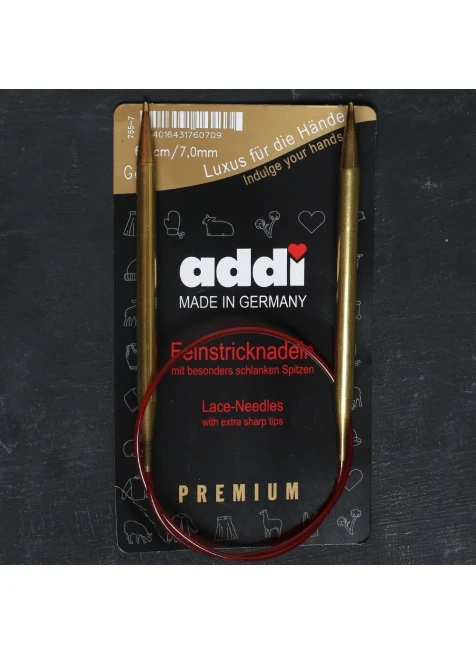 755-7
4016431760709
cm/7,0mm
Luxus für die Hände
Indulge your hands
addi
MADE IN GERMANY
Feinstricknadeln
mit besonders schlanken Spitzen
Lace-Needles
with extra sharp tips
PREMIUM